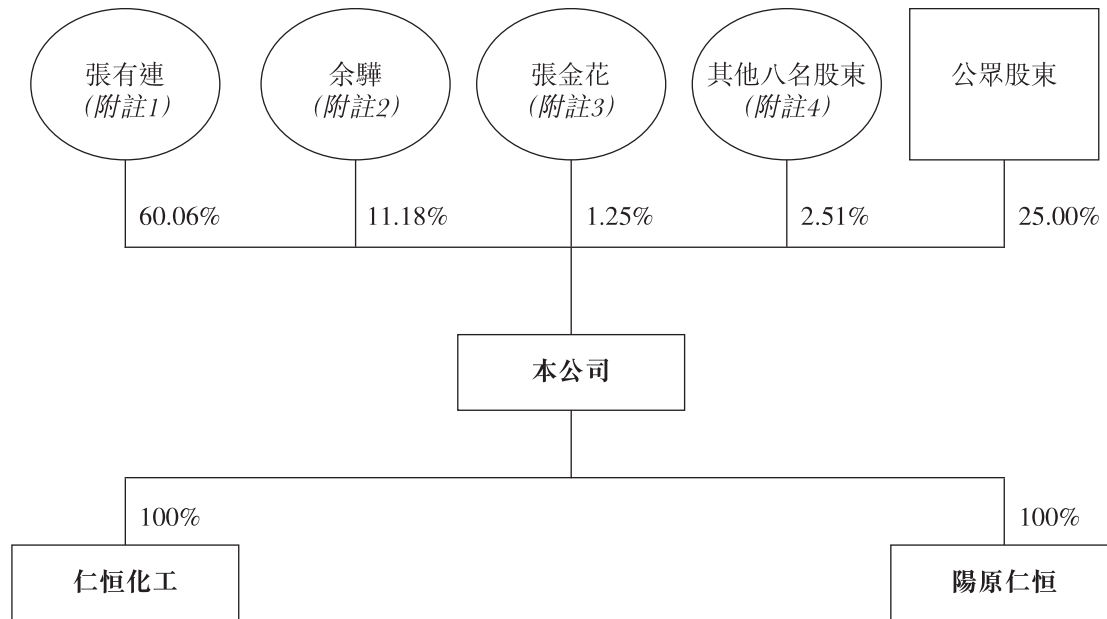 張有連
(附註1)
余驊
(附註2)
張金花
(附註3)
其他八名股東
(附註4)
公眾股東
60.06%
11.18%
1.25%
2.51%
25.00%
本公司
100%
100%
仁恒化工
陽原仁恒